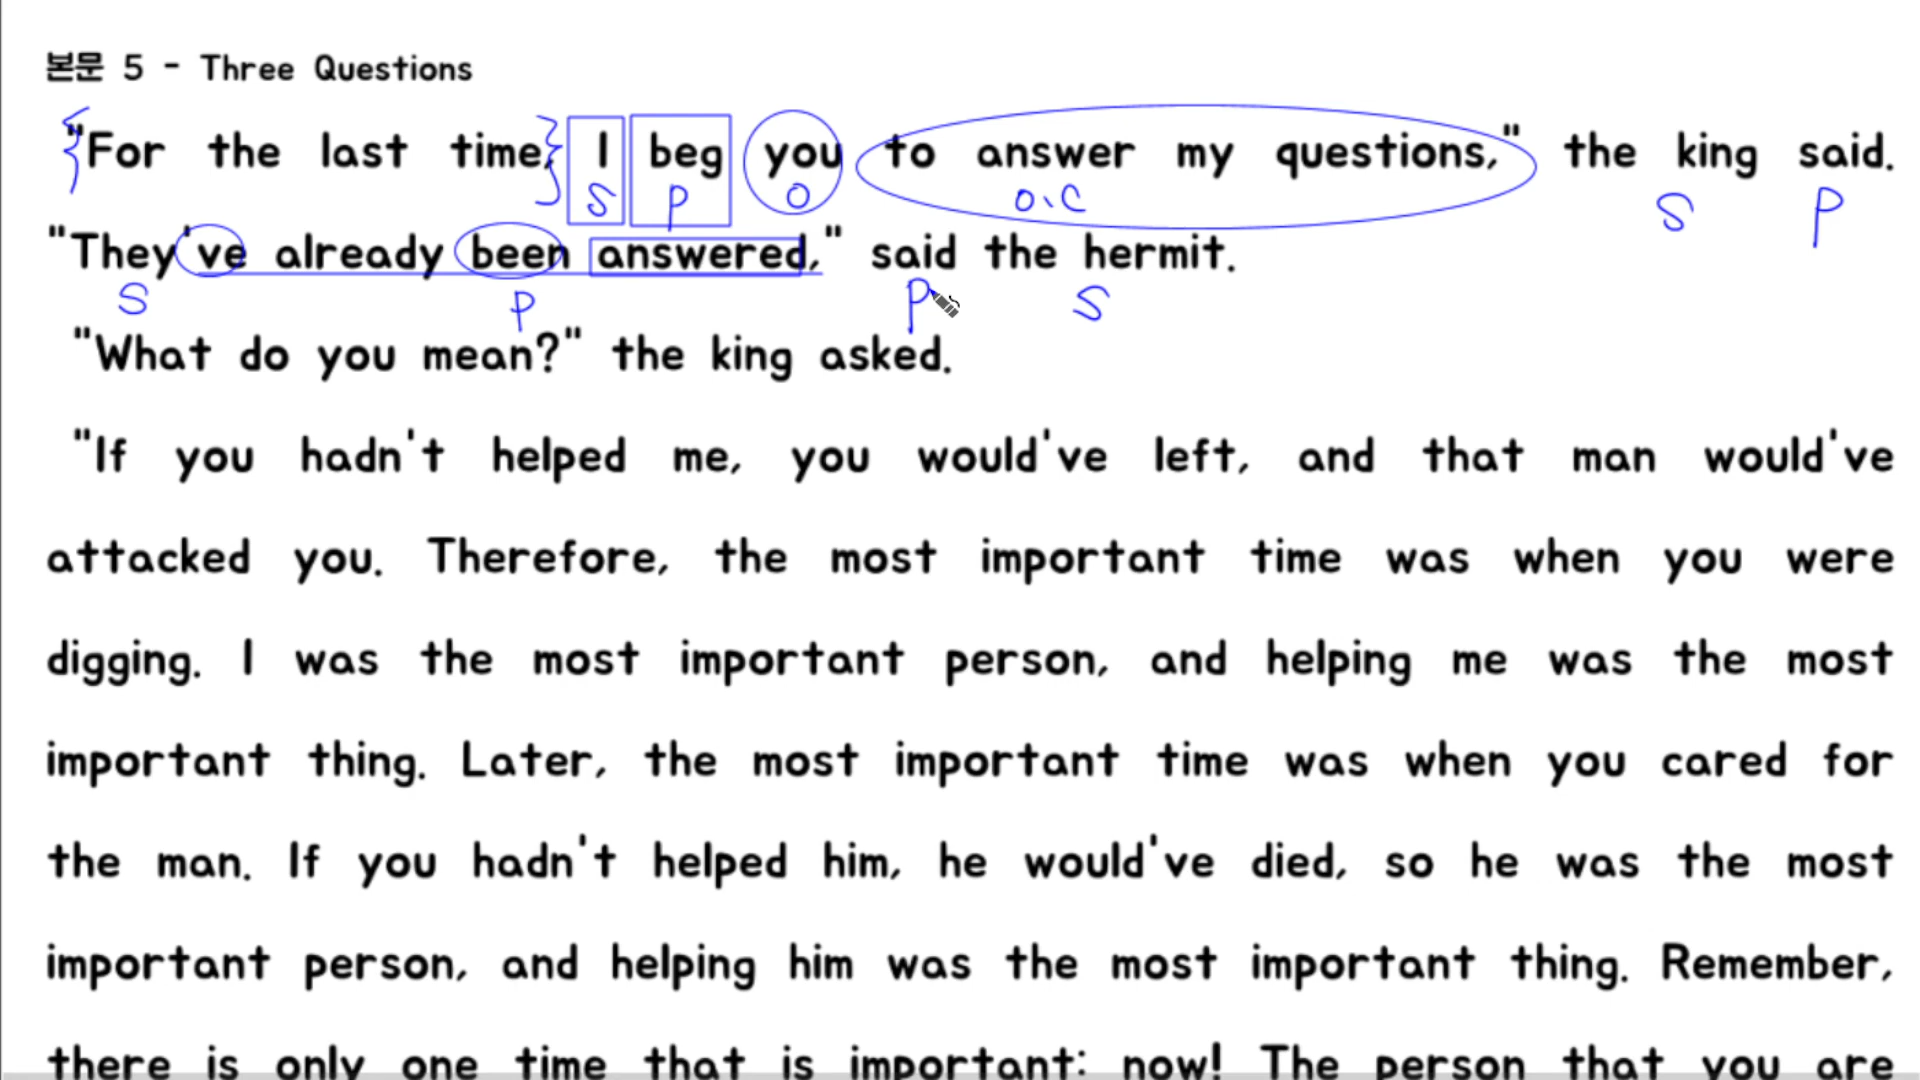 본문 5 - Three Questions
"For the last time, I beg you to answer my questions," the king said.
S P O O.C S P
"They've already been answered," said the hermit.
S P P S
"What do you mean?" the king asked.
"If you hadn't helped me, you would've left, and that man would've
attacked you. Therefore, the most important time was when you were
digging. I was the most important person, and helping me was the most
important thing. Later, the most important time was when you cared for
the man. If you hadn't helped him, he would've died, so he was the most
important person, and helping him was the most important thing. Remember,
there is only one time that is important: now! The person that you are